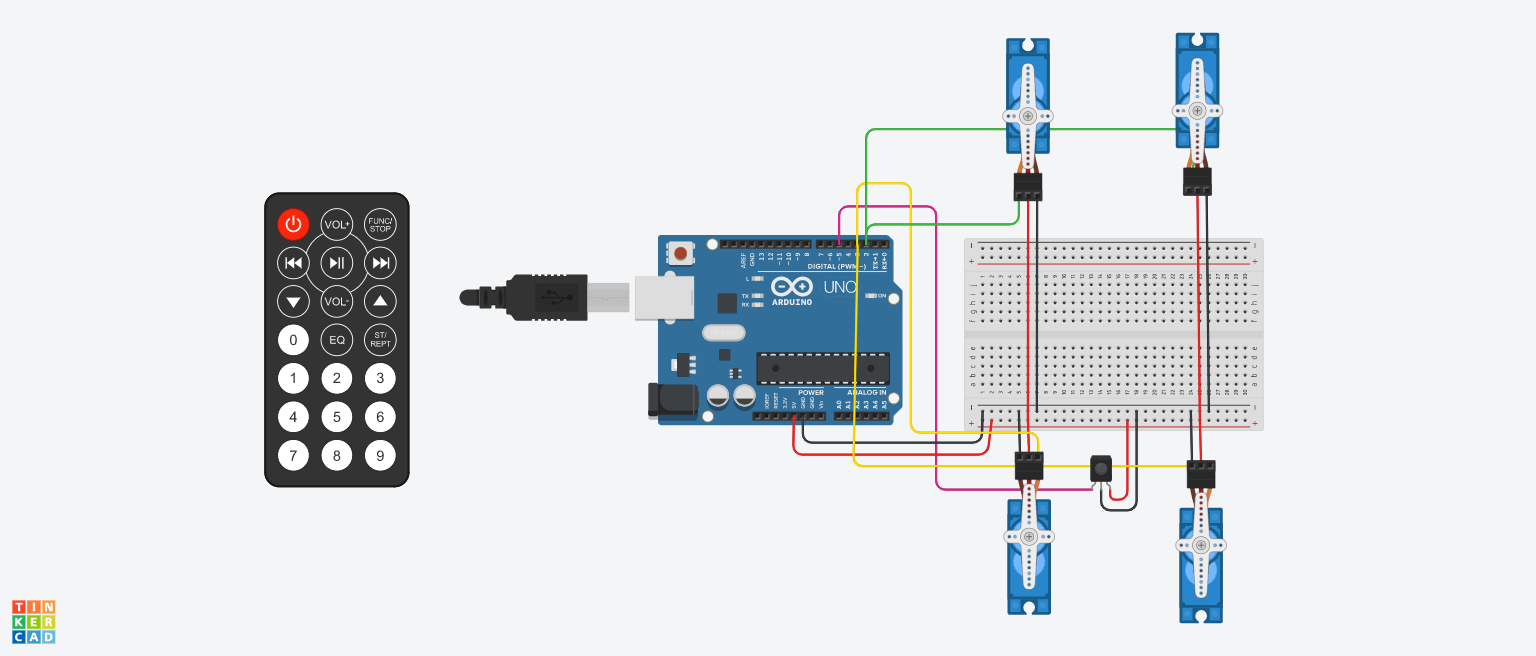 VOL+
FUNC/
STOP
VOL-
0
EQ
ST/
REPT
1
2
3
4
5
6
7
8
9
AREF
GND
13
12
~11
~10
~9
8
7
~6
~5
4
2
TX→1
RX←0
DIGITAL (PWM~)
L
TX
RX
ARDUINO
UNO
ON
POWER
ANALOG IN
IOREF
RESET
3.3V
5V
GND
GND
Vin
A0
A1
A2
A3
A4
A5
TIN
KER
CAD